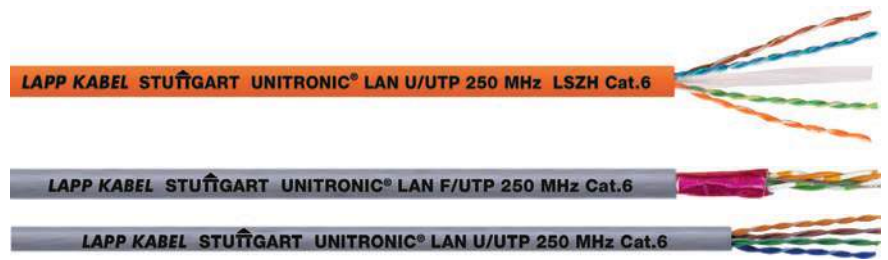 LAPP KABEL STUTTGART UNITRONIC® LAN U/UTP 250 MHz LSZH Cat.6
LAPP KABEL STUTTGART UNITRONIC® LAN F/UTP 250 MHz Cat.6
LAPP KABEL STUTTGART UNITRONIC® LAN U/UTP 250 MHz Cat.6